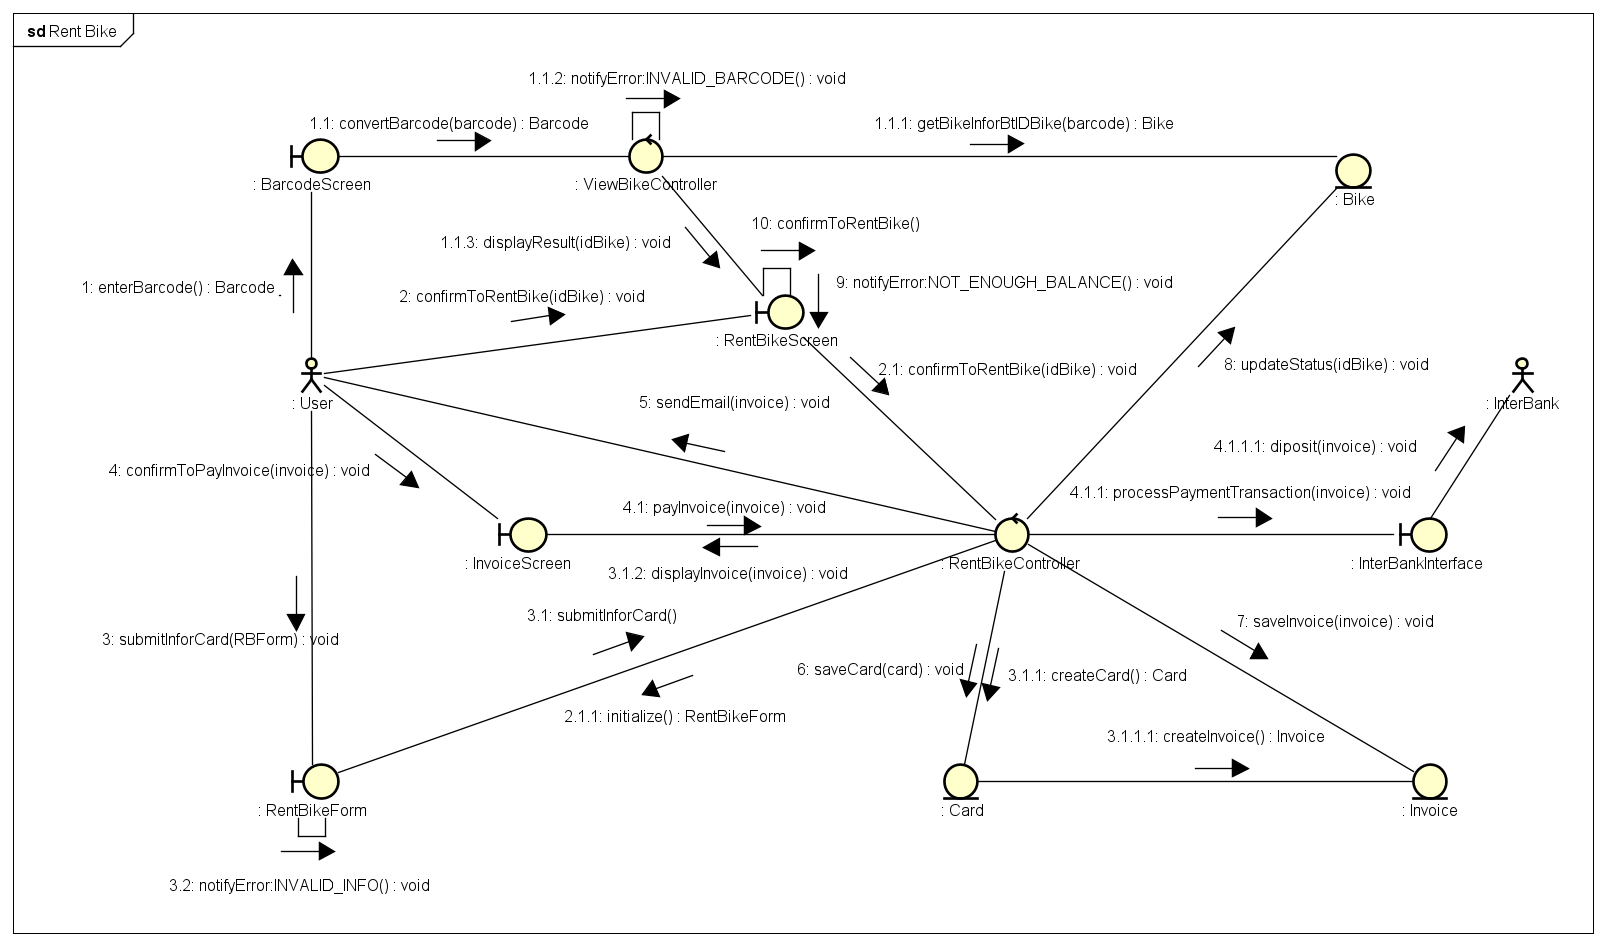 sd Rent Bike
1.1.2: notifyError:INVALID_BARCODE() : void
1.1: convertBarcode(barcode) : Barcode
1.1.1: getBikeInforBtIDBike(barcode) : Bike
: BarcodeScreen
: ViewBikeController
: Bike
10: confirmToRentBike()
1.1.3: displayResult(idBike) : void
1: enterBarcode() : Barcode
2: confirmToRentBike(idBike) : void
9: notifyError:NOT_ENOUGH_BALANCE() : void
: RentBikeScreen
2.1: confirmToRentBike(idBike) : void
8: updateStatus(idBike) : void
: User
5: sendEmail(invoice) : void
: InterBank
4: confirmToPayInvoice(invoice) : void
4.1.1.1: diposit(invoice) : void
4.1: payInvoice(invoice) : void
4.1.1: processPaymentTransaction(invoice) : void
: InvoiceScreen
: RentBikeController
: InterBankInterface
3.1.2: displayInvoice(invoice) : void
3.1: submitInforCard()
7: saveInvoice(invoice) : void
3: submitInforCard(RBForm) : void
6: saveCard(card) : void
3.1.1: createCard() : Card
2.1.1: initialize() : RentBikeForm
3.1.1.1: createInvoice() : Invoice
: RentBikeForm
: Card
: Invoice
3.2: notifyError:INVALID_INFO() : void